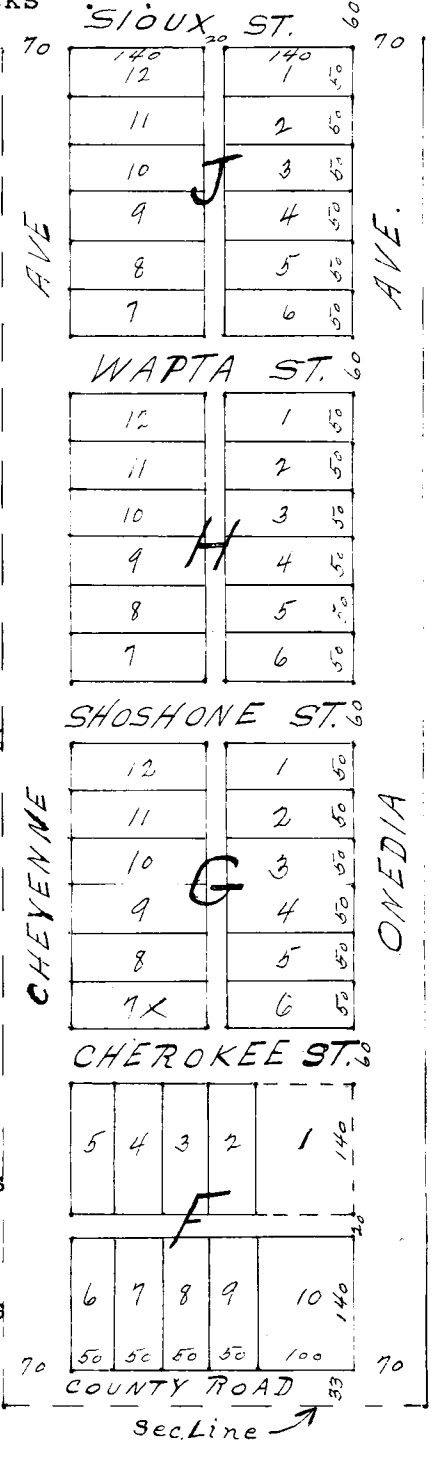 SIOUX ST. 60
70 20 70
140 140
12 1 50
11 2 50
10 3 50
J
9 4 50
8 5 50
7 6 50
AVE AVE.
WAPTA ST. 60
12 1 50
11 2 50
10 3 50
H
9 4 50
8 5 50
7 6 50
SHOSHONE ST. 60
12 1 50
11 2 50
10 3 50
G
9 4 50
8 5 50
7X 6 50
CHEYENNE ONEDIA
CHEROKEE ST. 60
5 4 3 2 1 140
F 20
6 7 8 9 10 140
50 50 50 50 100
70 70
COUNTY ROAD 33
Sec. Line